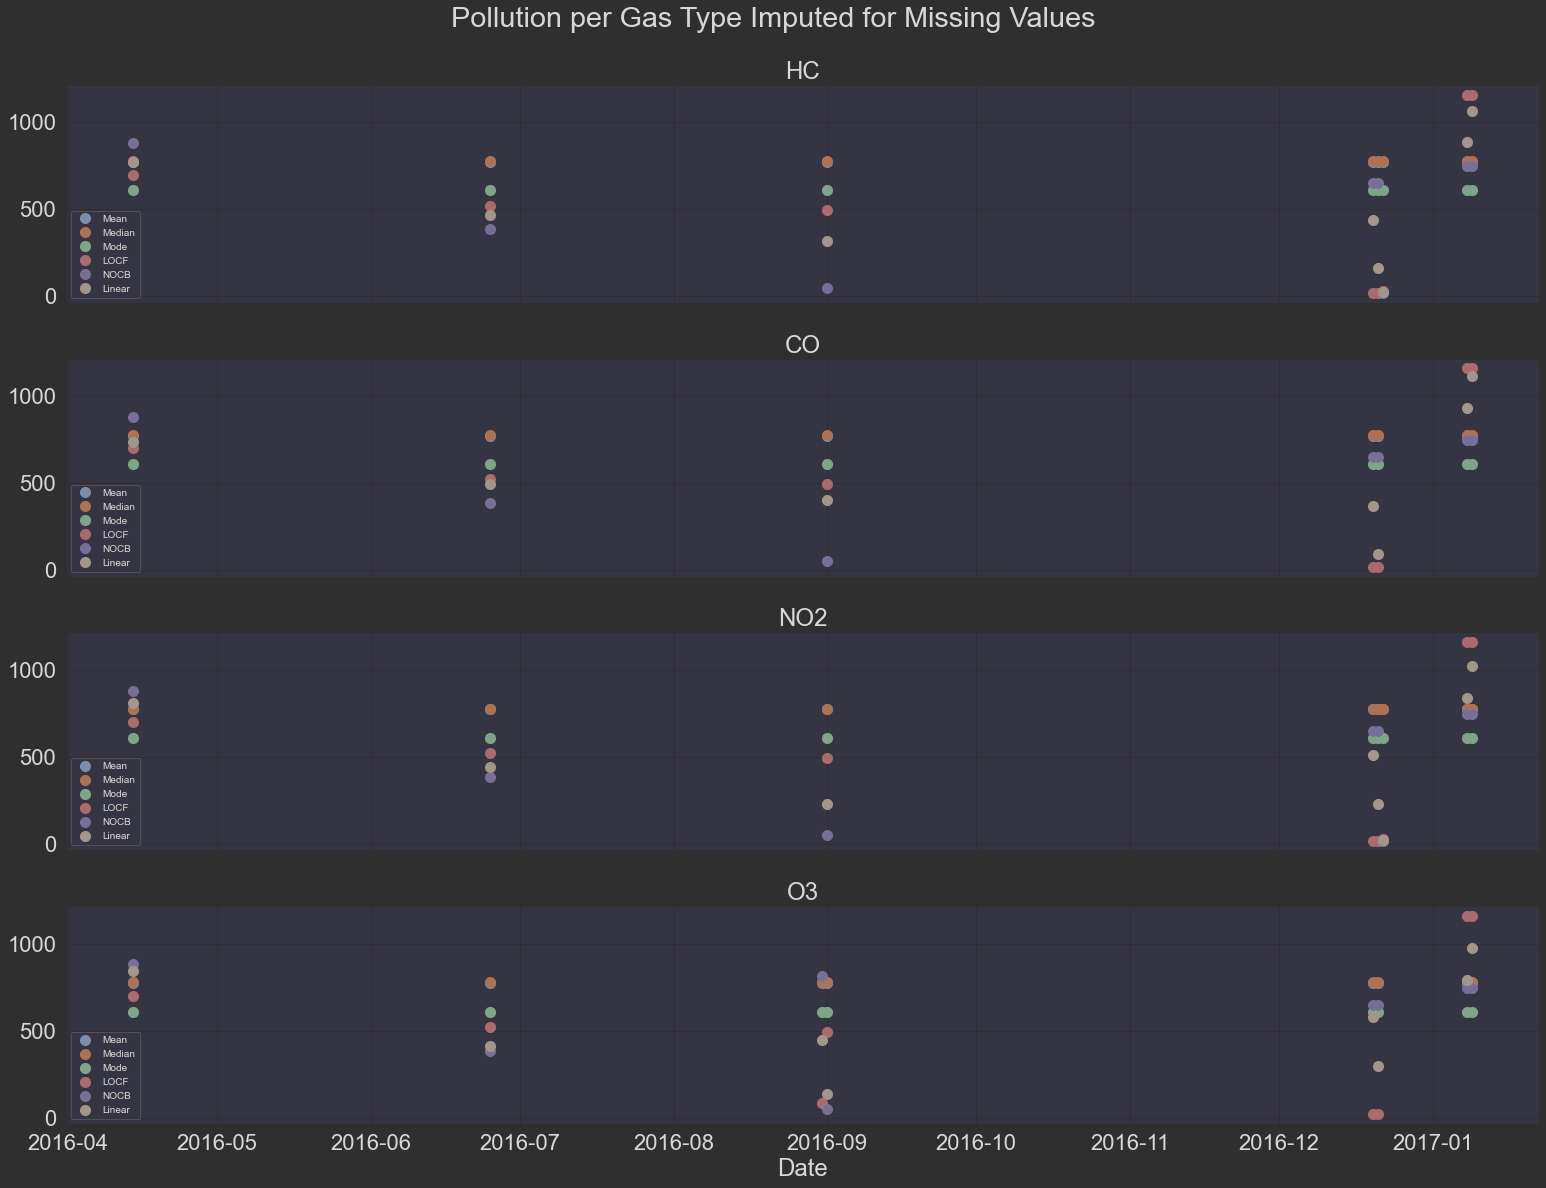 Pollution per Gas Type Imputed for Missing Values
HC
1000
500
0
Mean
Median
Mode
LOCF
NOCB
Linear
CO
1000
500
0
Mean
Median
Mode
LOCF
NOCB
Linear
NO2
1000
500
0
Mean
Median
Mode
LOCF
NOCB
Linear
O3
1000
500
0
Mean
Median
Mode
LOCF
NOCB
Linear
2016-04 2016-05 2016-06 2016-07 2016-08 2016-09 2016-10 2016-11 2016-12 2017-01
Date